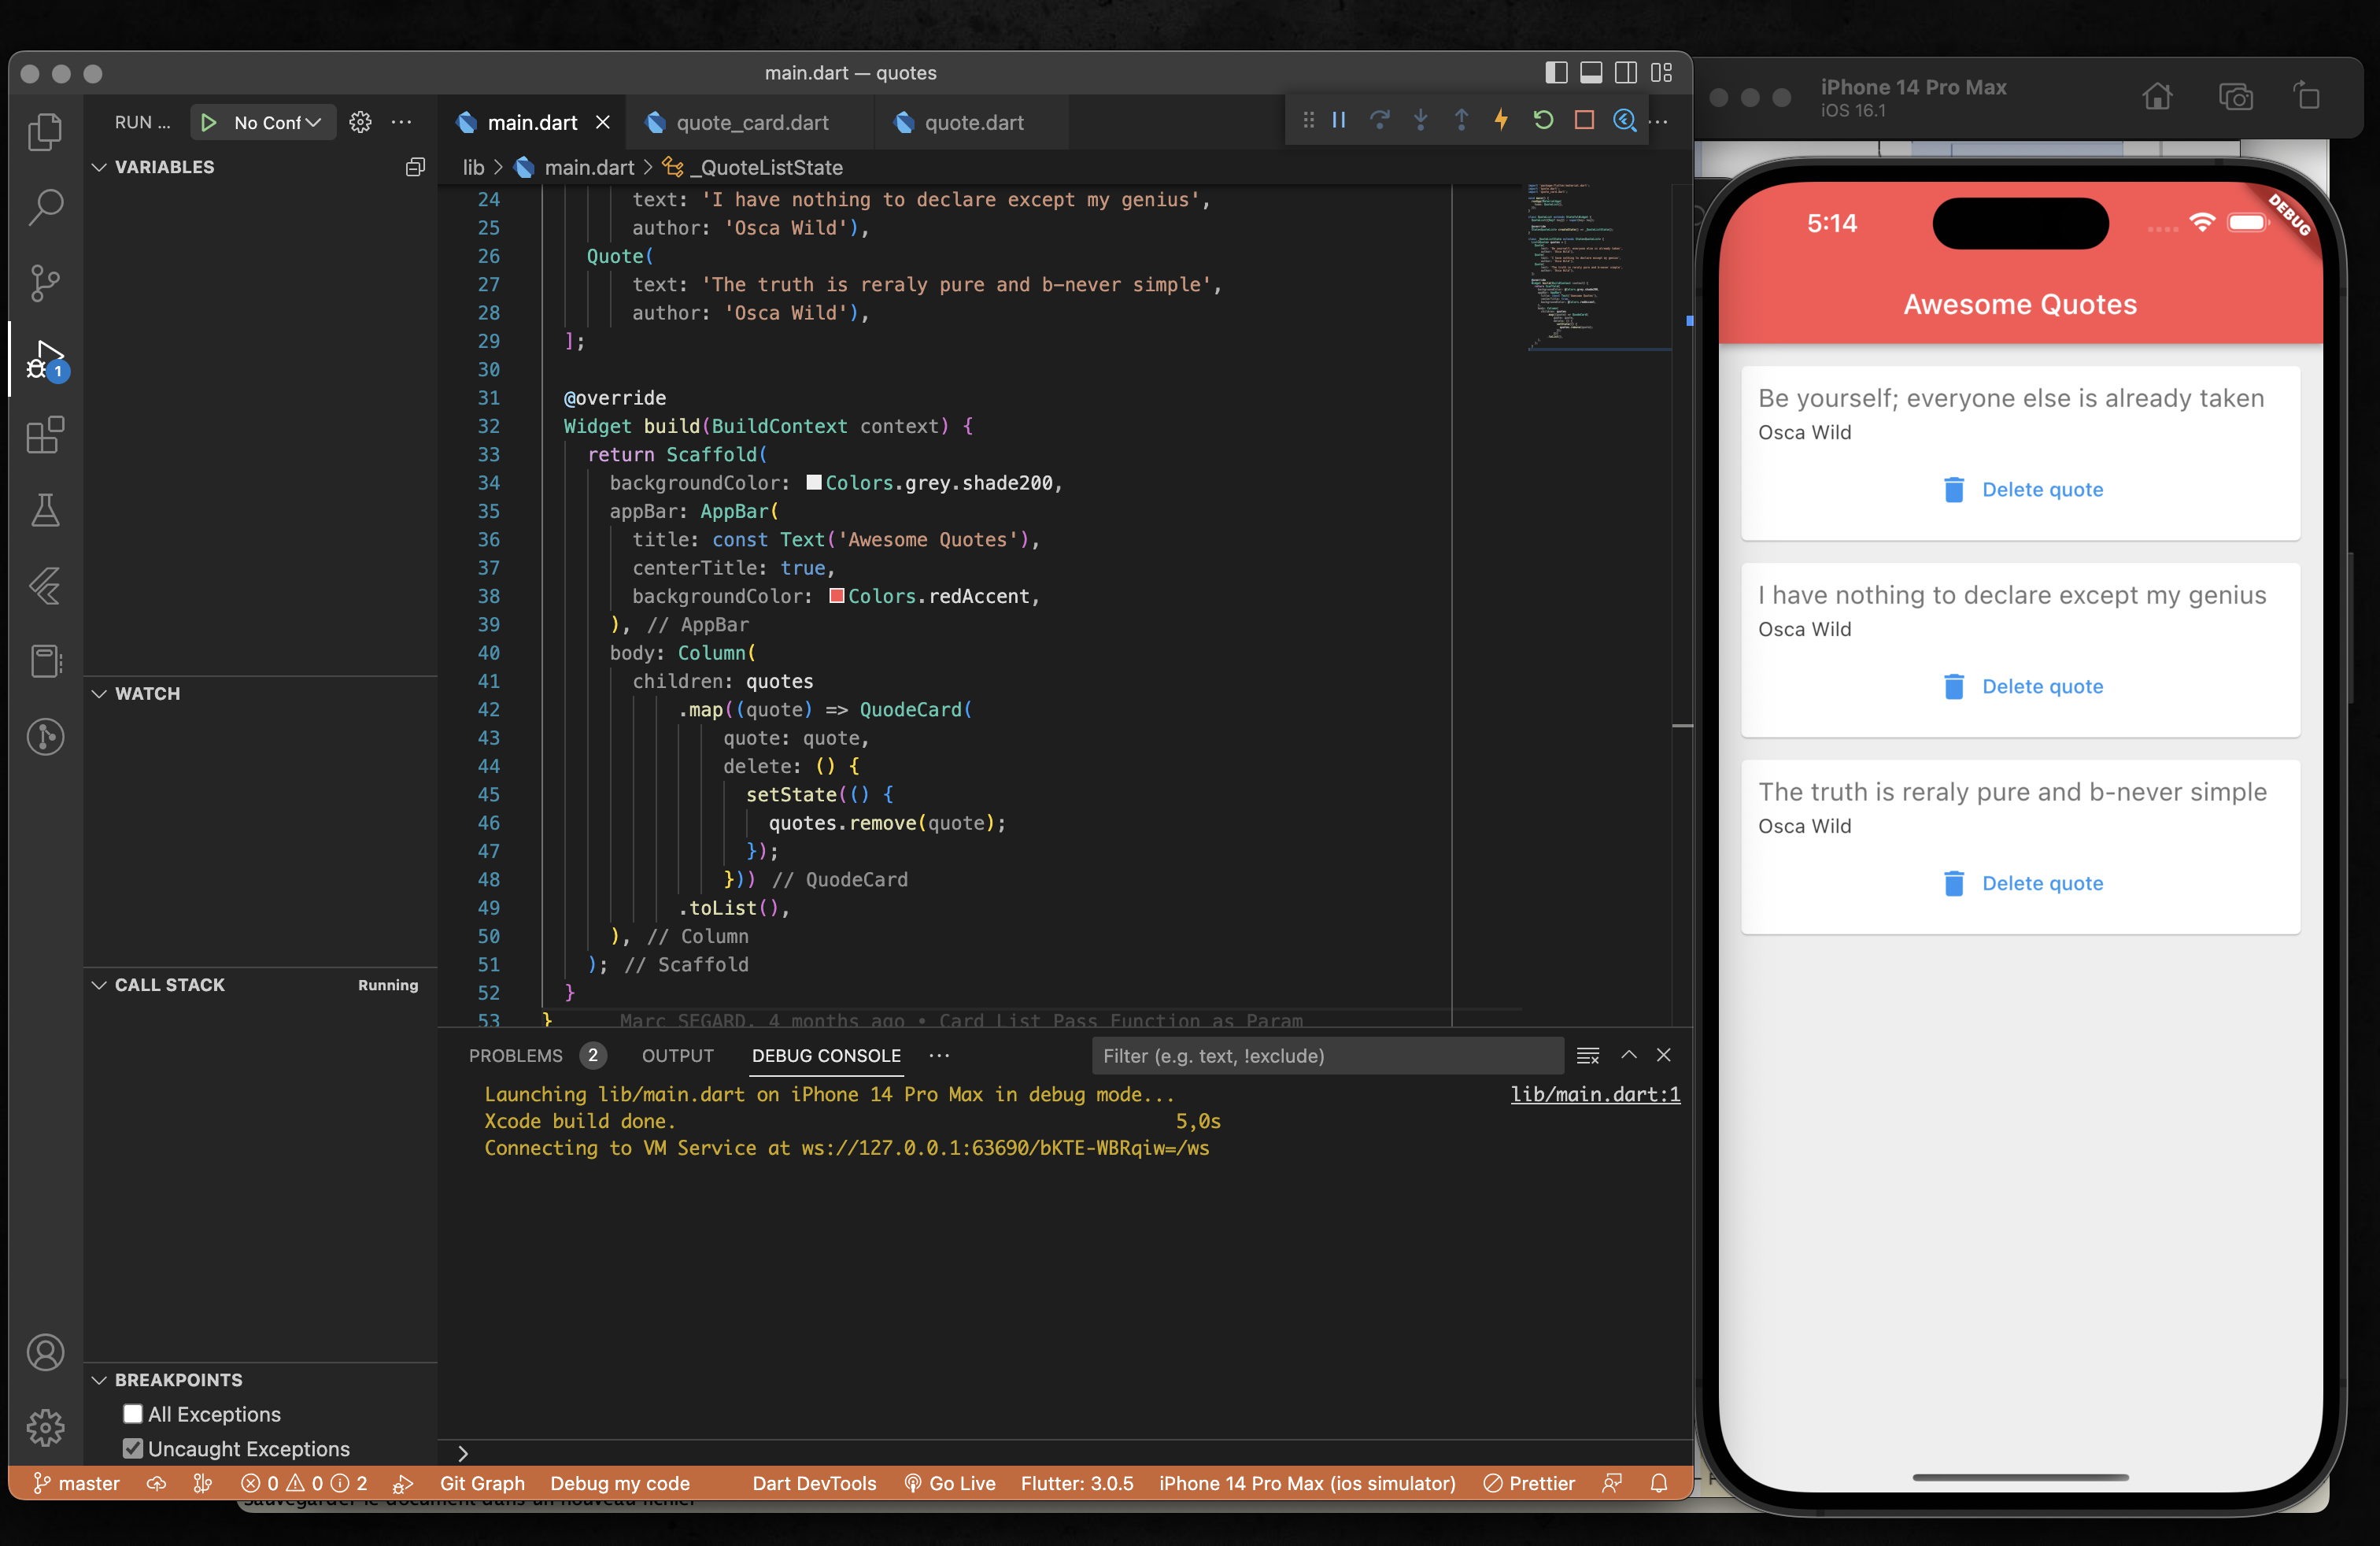 main.dart — quotes
RUN ...
No Conf
main.dart
quote_card.dart
quote.dart
VARIABLES
lib > main.dart > _QuoteListState
24 text: 'I have nothing to declare except my genius',
25 author: 'Osca Wild'),
26 Quote(
27 text: 'The truth is reraly pure and b-never simple',
28 author: 'Osca Wild'),
29 ];
30
31 @override
32 Widget build(BuildContext context) {
33 return Scaffold(
34 backgroundColor: Colors.grey.shade200,
35 appBar: AppBar(
36 title: const Text('Awesome Quotes'),
37 centerTitle: true,
38 backgroundColor: Colors.redAccent,
39 ), // AppBar
40 body: Column(
41 children: quotes
42 .map((quote) => QuodeCard(
43 quote: quote,
44 delete: () {
45 setState(() {
46 quotes.remove(quote);
47 });
48 })) // QuodeCard
49 .toList(),
50 ), // Column
51 ); // Scaffold
52 }
53 } Marc SEGARD, 4 months ago • Card List Pass Function as Param
WATCH
CALL STACK
Running
BREAKPOINTS
All Exceptions
Uncaught Exceptions
PROBLEMS 2 OUTPUT DEBUG CONSOLE ...
Filter (e.g. text, !exclude)
Launching lib/main.dart on iPhone 14 Pro Max in debug mode...
lib/main.dart:1
Xcode build done. 5,0s
Connecting to VM Service at ws://127.0.0.1:63690/bKTE-WBRqiw=/ws
>
1
master
0 0 2
Git Graph
Debug my code
Dart DevTools
Go Live
Flutter: 3.0.5
iPhone 14 Pro Max (ios simulator)
Prettier
iPhone 14 Pro Max
iOS 16.1
5:14
DEBUG
Awesome Quotes
Be yourself; everyone else is already taken
Osca Wild
Delete quote
I have nothing to declare except my genius
Osca Wild
Delete quote
The truth is reraly pure and b-never simple
Osca Wild
Delete quote